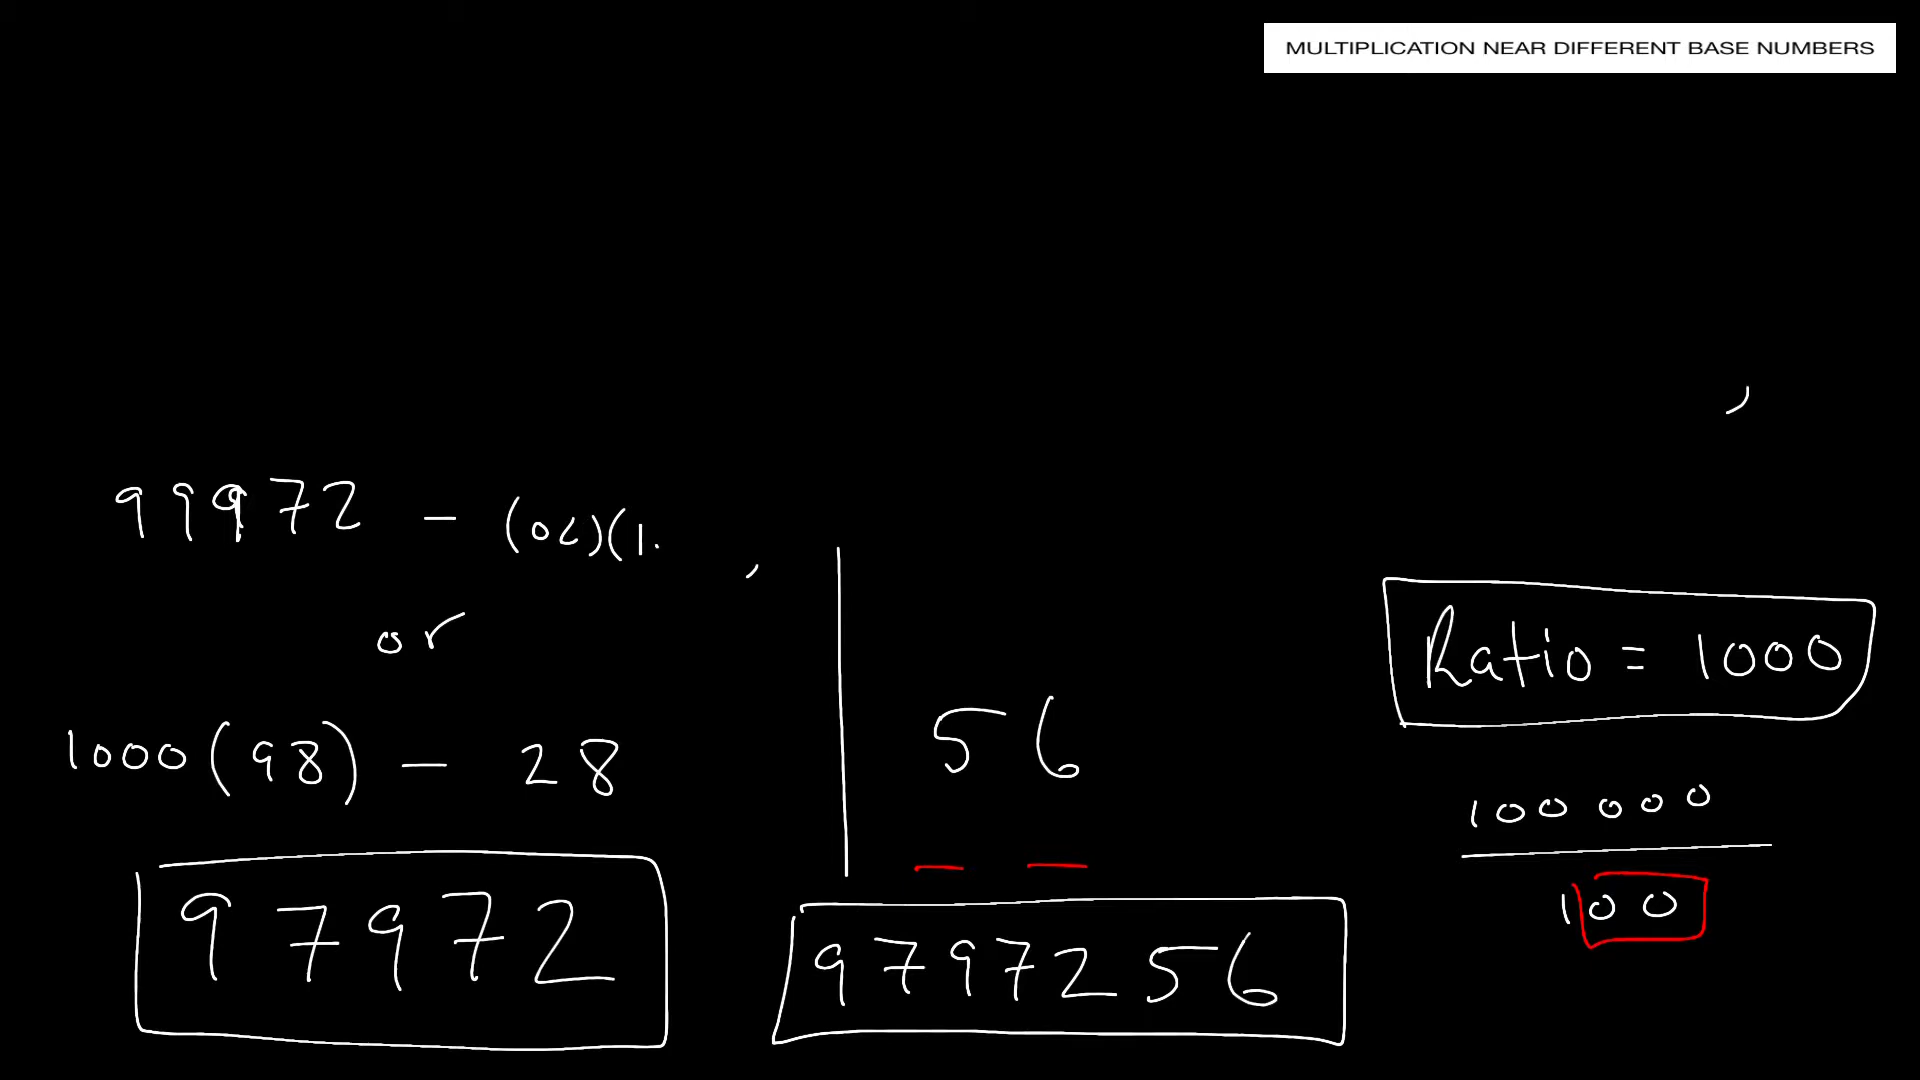 MULTIPLICATION NEAR DIFFERENT BASE NUMBERS
99972 - (02)(1.
or
1000(98) - 28
56
97972
9797256
Ratio = 1000
100000
100